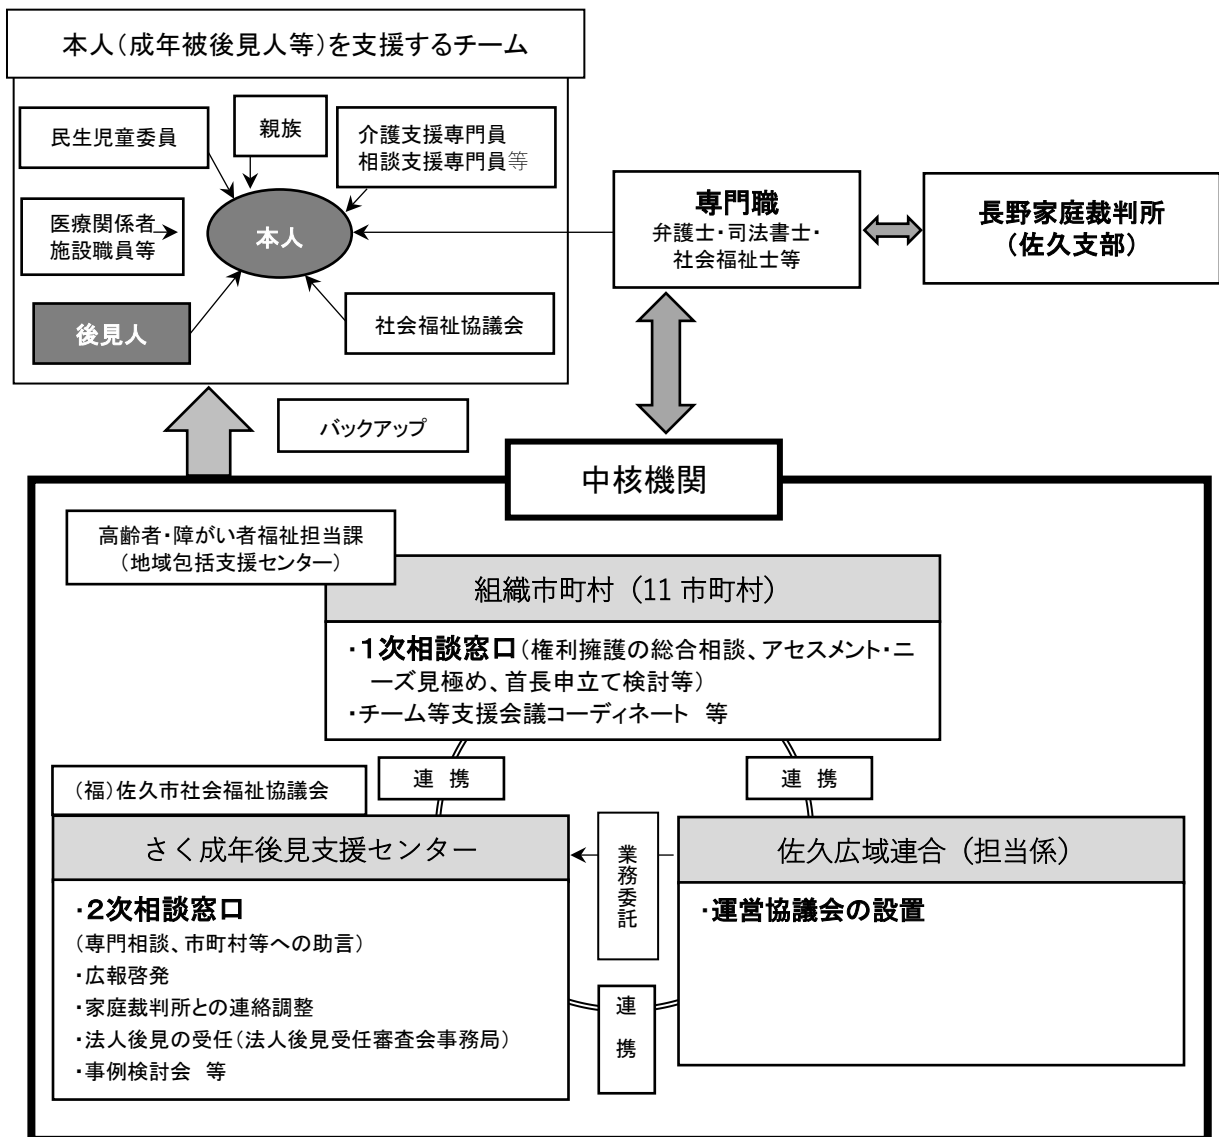 本人（成年被後見人等）を支援するチーム
民生児童委員
親族
介護支援専門員
相談支援専門員等
医療関係者
施設職員等
本人
後見人
社会福祉協議会
専門職
弁護士・司法書士・
社会福祉士等
長野家庭裁判所
（佐久支部）
バックアップ
中核機関
高齢者・障がい者福祉担当課
（地域包括支援センター）
組織市町村（11 市町村）
・1次相談窓口（権利擁護の総合相談、アセスメント・ニ
ーズ見極め、首長申立て検討等）
・チーム等支援会議コーディネート　等
連　携
連　携
（福）佐久市社会福祉協議会
さく成年後見支援センター
・2次相談窓口
（専門相談、市町村等への助言）
・広報啓発
・家庭裁判所との連絡調整
・法人後見の受任（法人後見受任審査会事務局）
・事例検討会　等
業務委託
連　携
佐久広域連合（担当係）
・運営協議会の設置